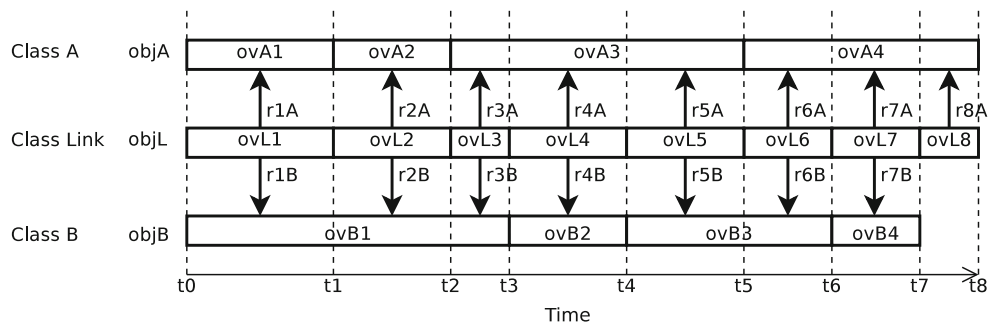 Class A objA ovA1 ovA2 ovA3 ovA4
r1A r2A r3A r4A r5A r6A r7A r8A
Class Link objL ovL1 ovL2 ovL3 ovL4 ovL5 ovL6 ovL7 ovL8
r1B r2B r3B r4B r5B r6B r7B
Class B objB ovB1 ovB2 ovB3 ovB4
t0 t1 t2 t3 t4 t5 t6 t7 t8
Time